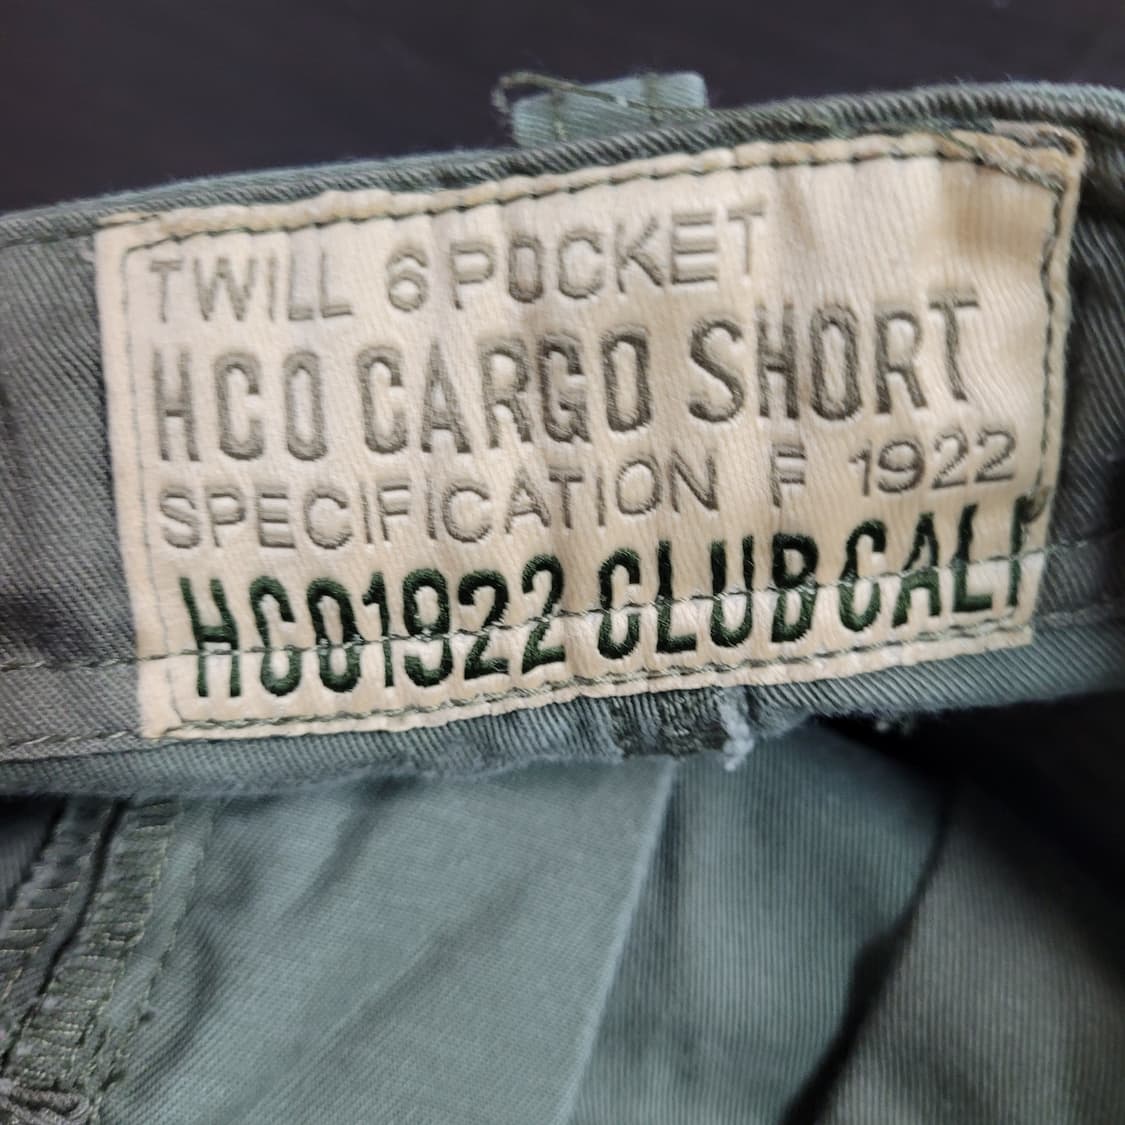 TWILL 6 POCKET
HCO CARGO SHORT
SPECIFICATION F 1922
HCO1922 CLUB CALI